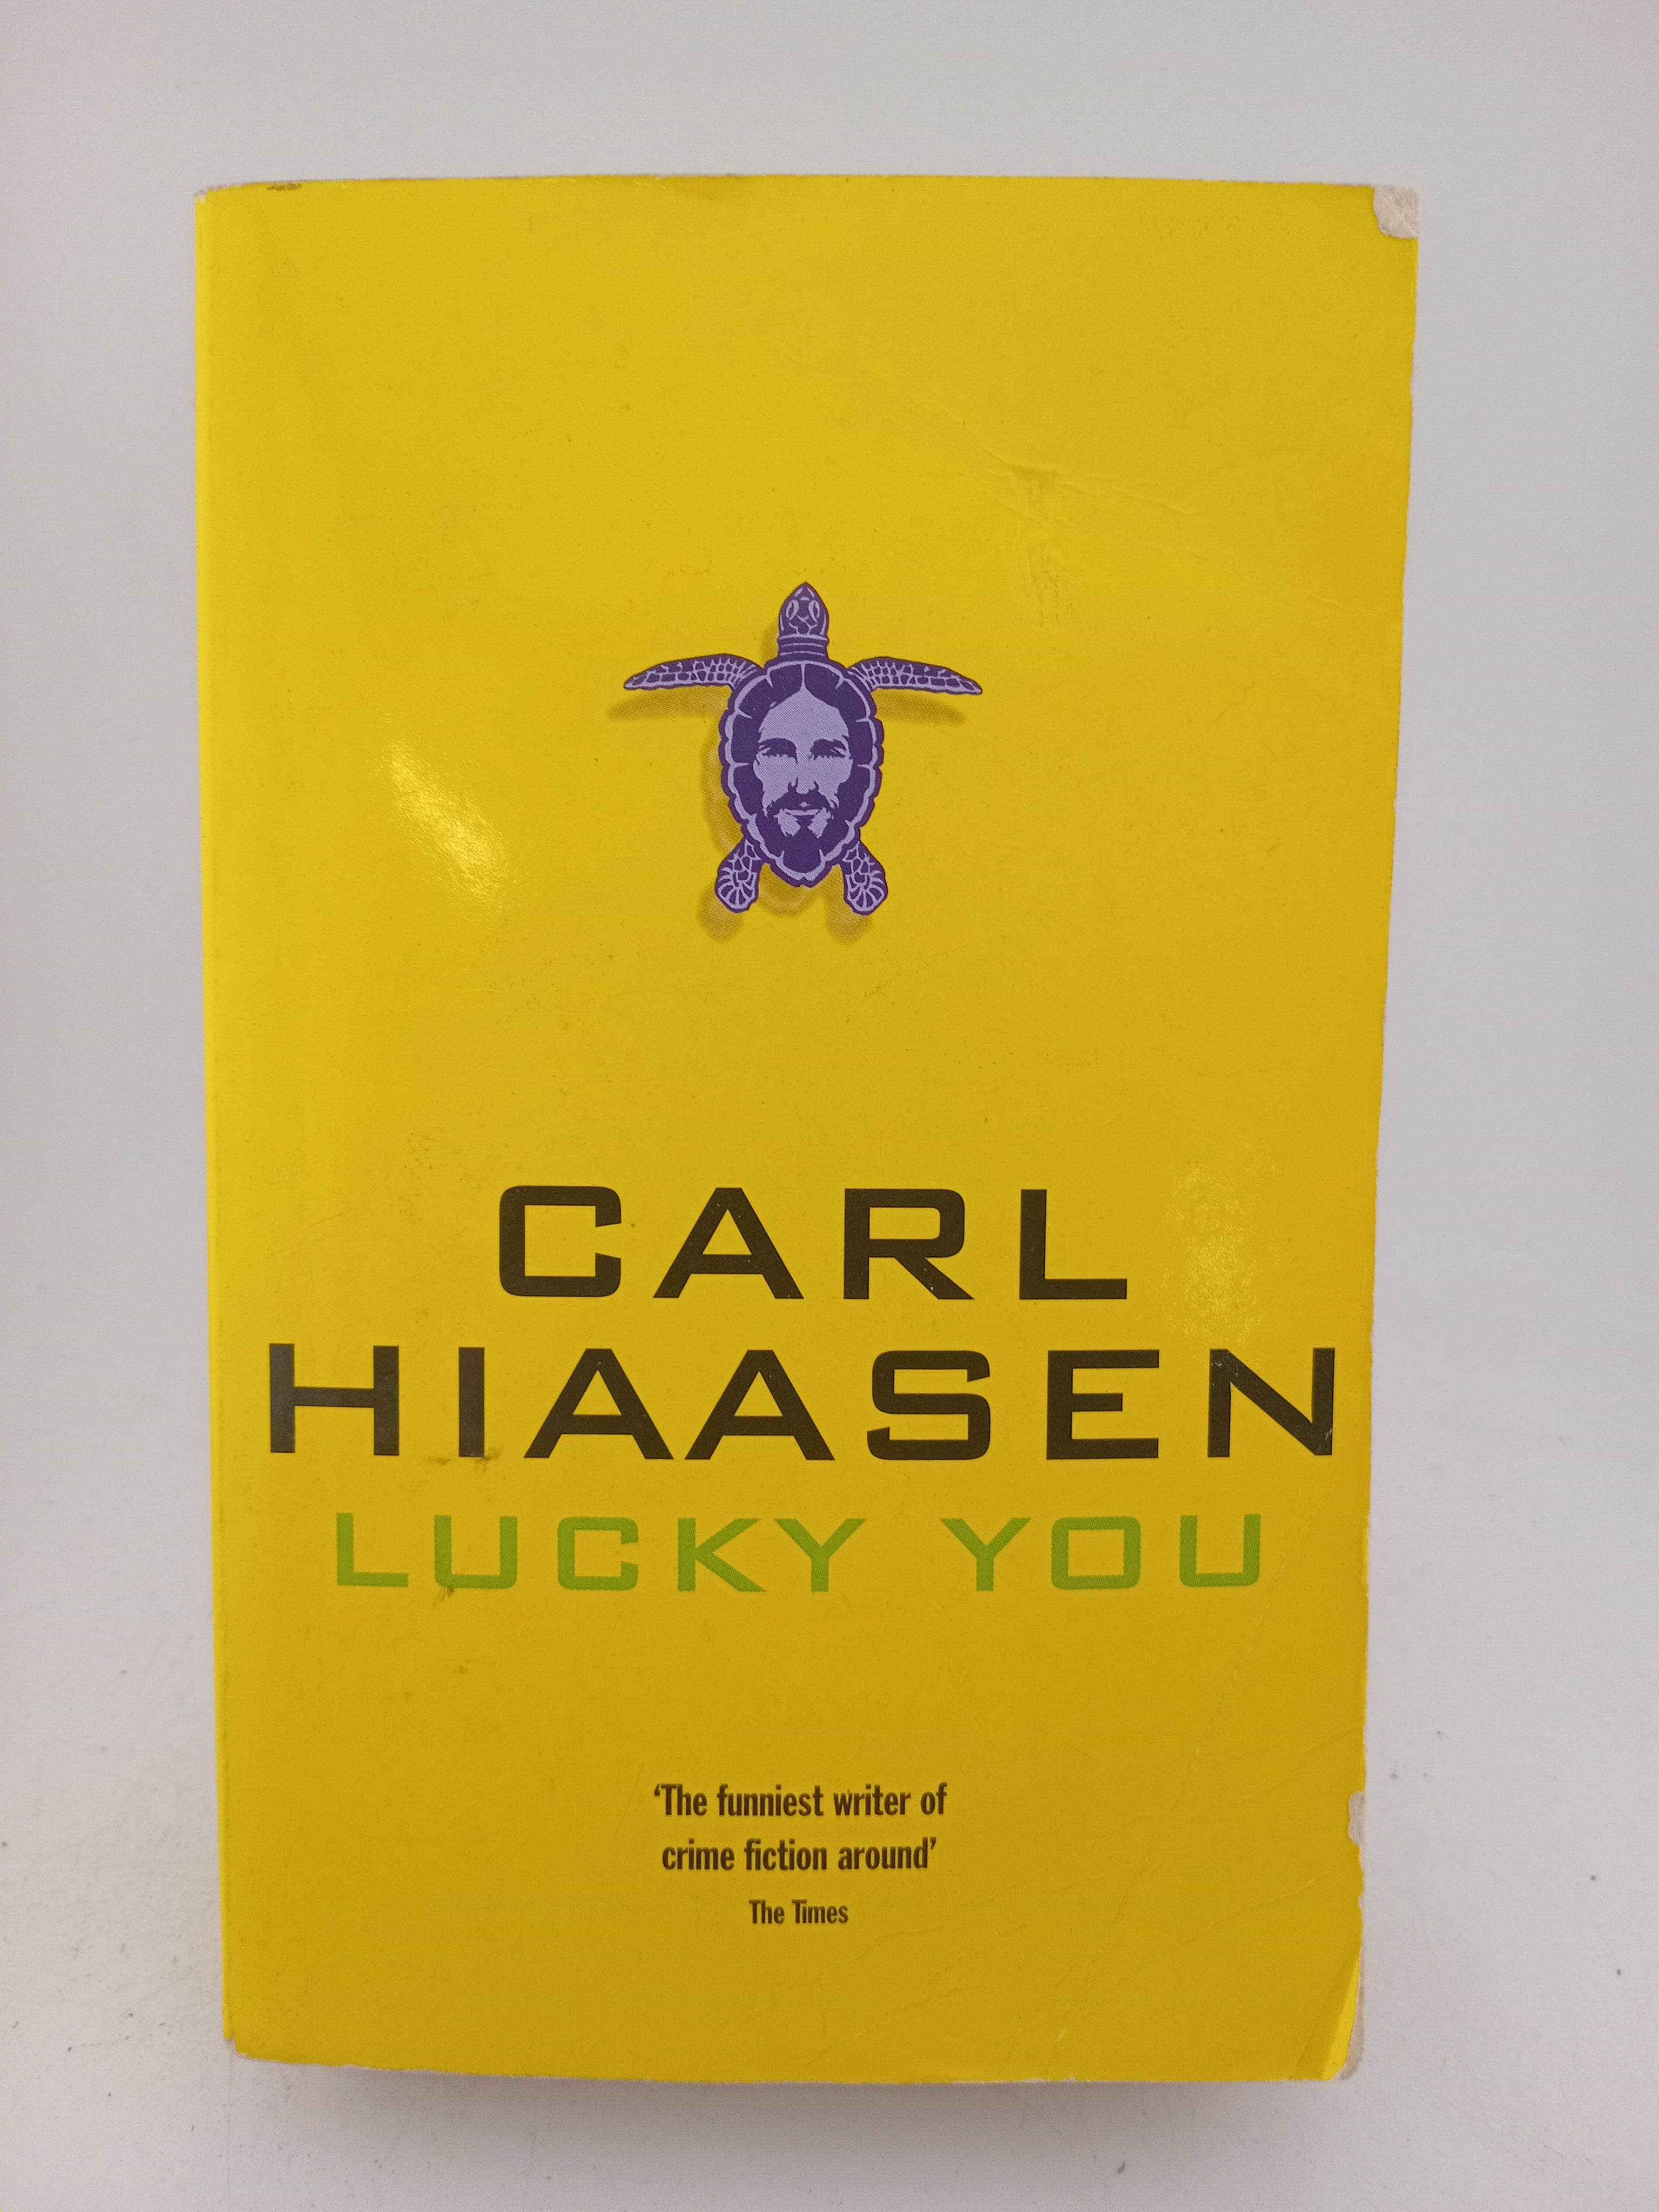 CARL
HIAASEN
LUCKY YOU
‘The funniest writer of
crime fiction around’
The Times